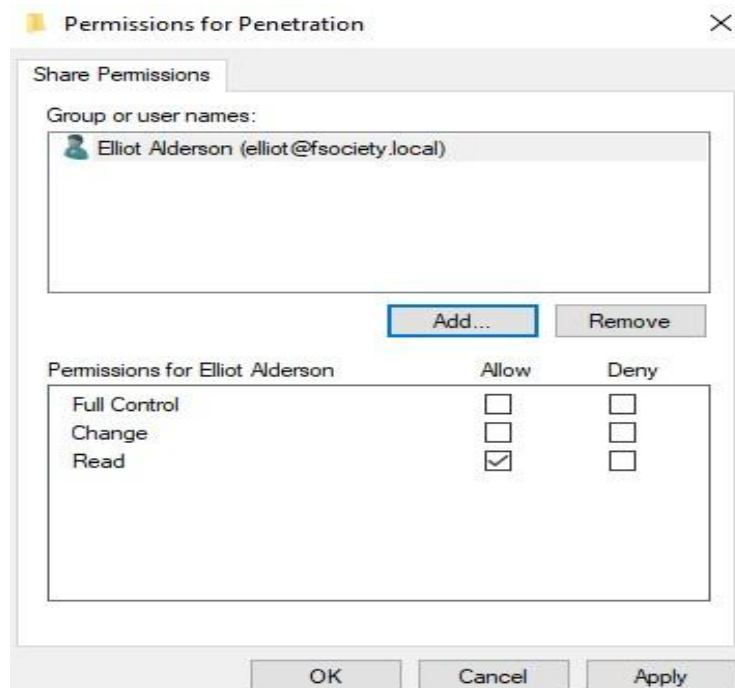 Permissions for Penetration
Share Permissions
Group or user names:
Elliot Alderson (elliot@fsociety.local)
Add... Remove
Permissions for Elliot Alderson Allow Deny
Full Control
Change
Read
OK Cancel Apply